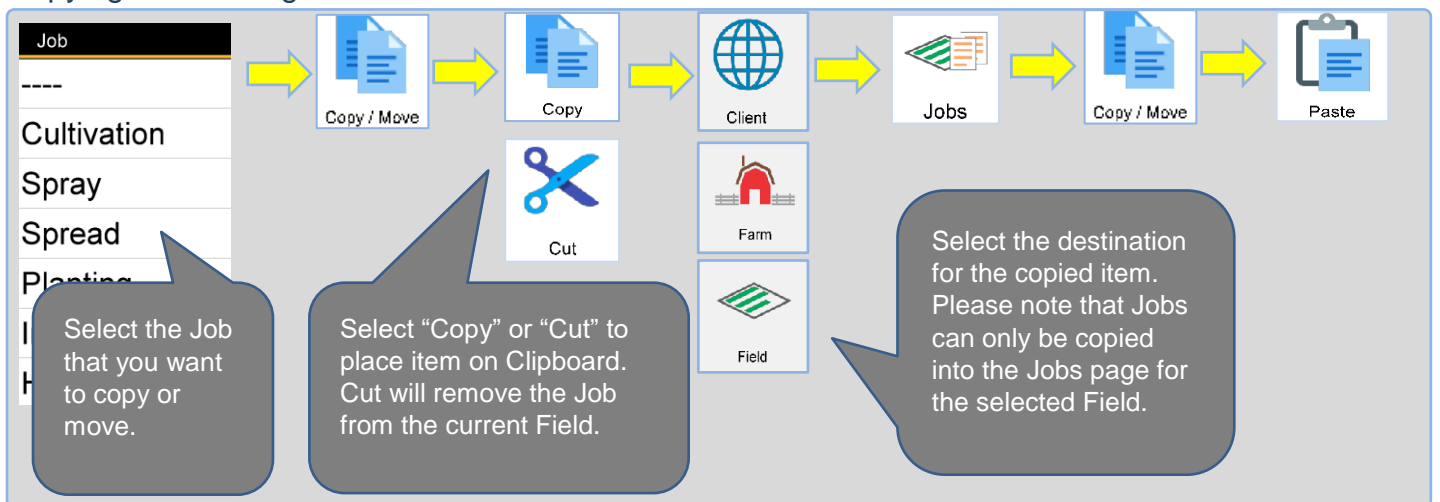 Job
----
Cultivation
Spray
Spread
Planting
Select the Job
that you want
to copy or
move.
Copy / Move
Copy
Cut
Select “Copy” or “Cut” to
place item on Clipboard.
Cut will remove the Job
from the current Field.
Client
Farm
Field
Jobs
Select the destination
for the copied item.
Please note that Jobs
can only be copied
into the Jobs page for
the selected Field.
Copy / Move
Paste